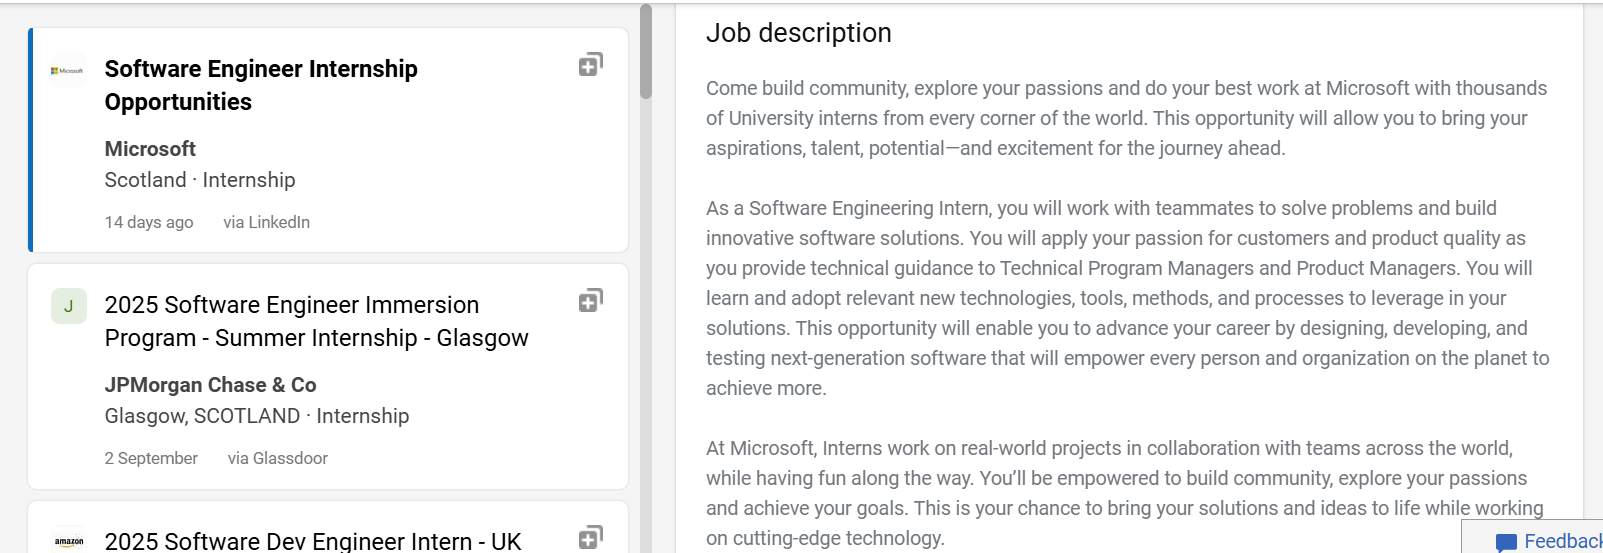 Microsoft
Software Engineer Internship
Opportunities
Microsoft
Scotland · Internship
14 days ago via LinkedIn
J
2025 Software Engineer Immersion
Program - Summer Internship - Glasgow
JPMorgan Chase & Co
Glasgow, SCOTLAND · Internship
2 September via Glassdoor
amazon
2025 Software Dev Engineer Intern - UK
Job description
Come build community, explore your passions and do your best work at Microsoft with thousands
of University interns from every corner of the world. This opportunity will allow you to bring your
aspirations, talent, potential—and excitement for the journey ahead.
As a Software Engineering Intern, you will work with teammates to solve problems and build
innovative software solutions. You will apply your passion for customers and product quality as
you provide technical guidance to Technical Program Managers and Product Managers. You will
learn and adopt relevant new technologies, tools, methods, and processes to leverage in your
solutions. This opportunity will enable you to advance your career by designing, developing, and
testing next-generation software that will empower every person and organization on the planet to
achieve more.
At Microsoft, Interns work on real-world projects in collaboration with teams across the world,
while having fun along the way. You’ll be empowered to build community, explore your passions
and achieve your goals. This is your chance to bring your solutions and ideas to life while working
on cutting-edge technology.
Feedback